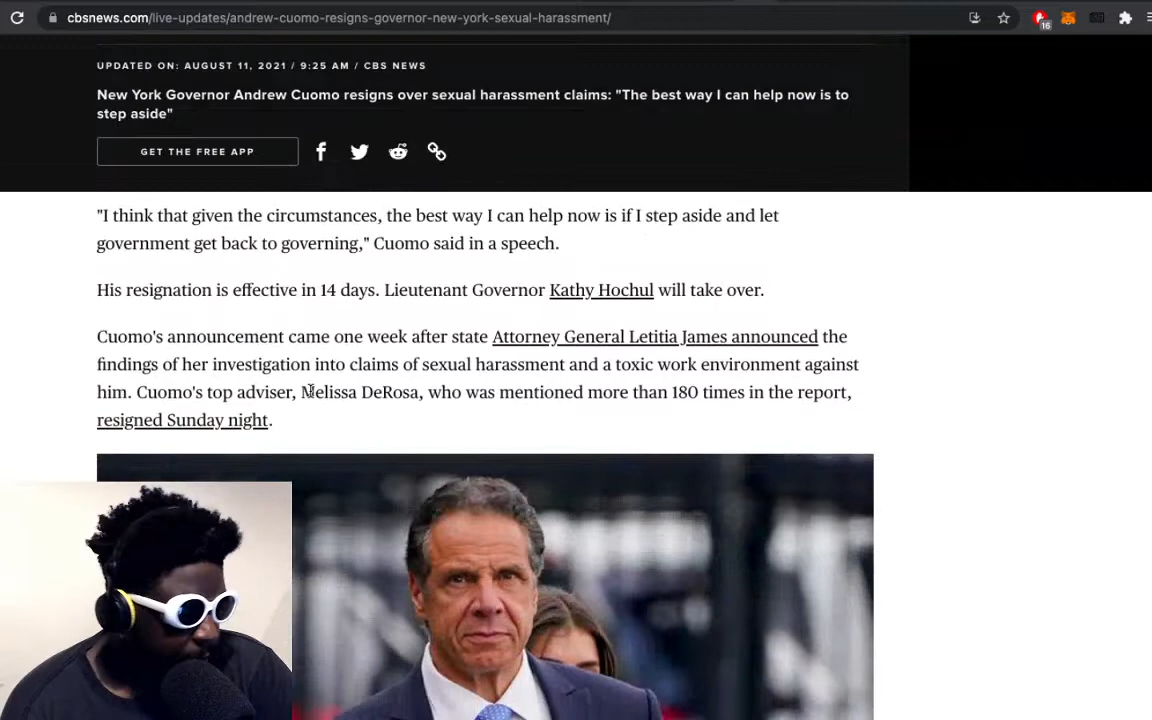 cbsnews.com/live-updates/andrew-cuomo-resigns-governor-new-york-sexual-harassment/
16
UPDATED ON: AUGUST 11, 2021 / 9:25 AM / CBS NEWS
New York Governor Andrew Cuomo resigns over sexual harassment claims: "The best way I can help now is to
step aside"
GET THE FREE APP
"I think that given the circumstances, the best way I can help now is if I step aside and let
government get back to governing," Cuomo said in a speech.
His resignation is effective in 14 days. Lieutenant Governor Kathy Hochul will take over.
Cuomo's announcement came one week after state Attorney General Letitia James announced the
findings of her investigation into claims of sexual harassment and a toxic work environment against
him. Cuomo's top adviser, Melissa DeRosa, who was mentioned more than 180 times in the report,
resigned Sunday night.